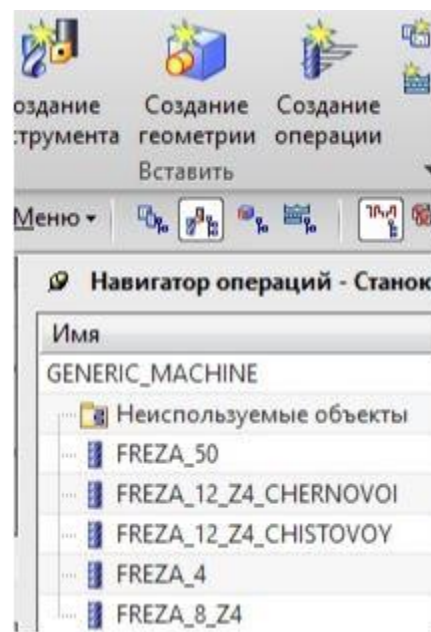 оздание Создание Создание
струмента геометрии операции
Вставить
Меню
Навигатор операций - Станок
Имя
GENERIC_MACHINE
Неиспользуемые объекты
FREZA_50
FREZA_12_Z4_CHERNOVOI
FREZA_12_Z4_CHISTOVOY
FREZA_4
FREZA_8_Z4